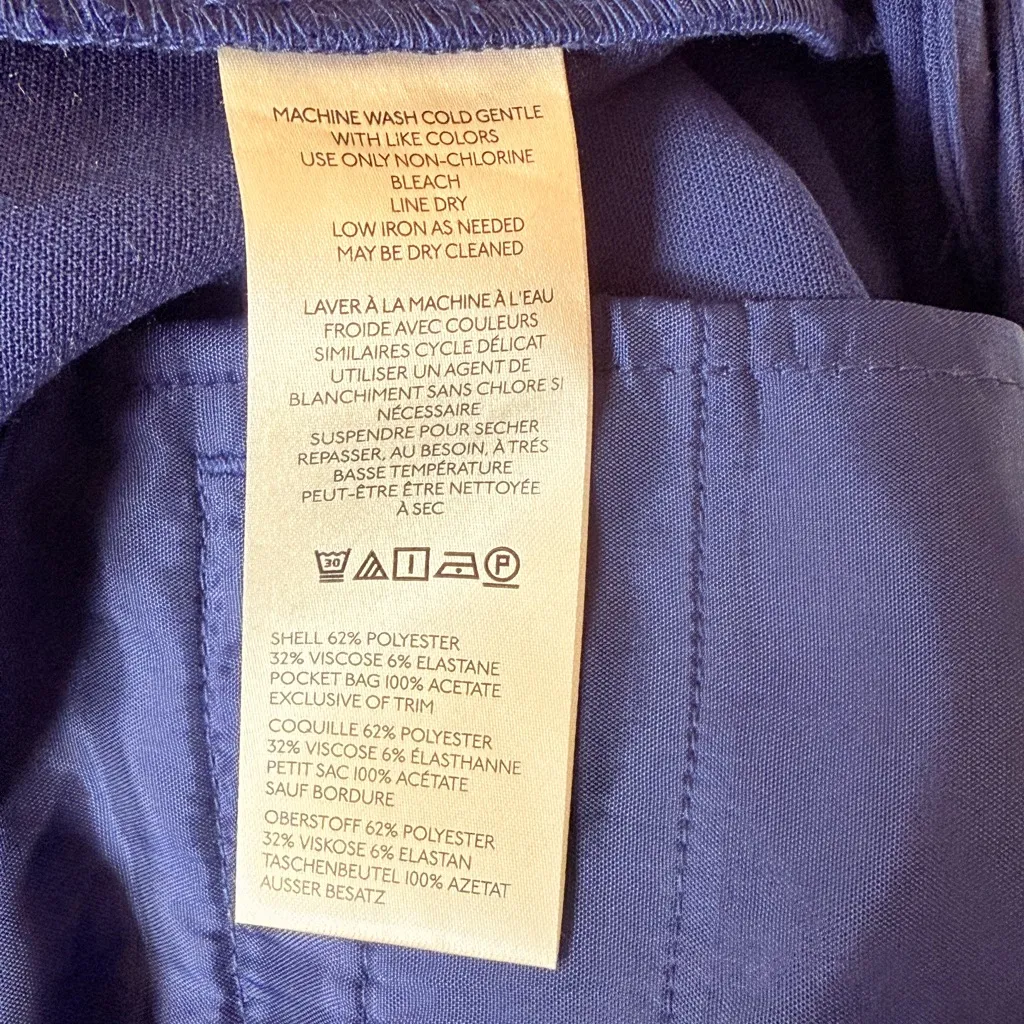 MACHINE WASH COLD GENTLE
WITH LIKE COLORS
USE ONLY NON-CHLORINE
BLEACH
LINE DRY
LOW IRON AS NEEDED
MAY BE DRY CLEANED
LAVER À LA MACHINE À L'EAU
FROIDE AVEC COULEURS
SIMILAIRES CYCLE DÉLICAT
UTILISER UN AGENT DE
BLANCHIMENT SANS CHLORE SI
NÉCESSAIRE
SUSPENDRE POUR SECHER
REPASSER, AU BESOIN, À TRÉS
BASSE TEMPÉRATURE
PEUT-ÊTRE ÊTRE NETTOYÉE
À SEC
30 P
SHELL 62% POLYESTER
32% VISCOSE 6% ELASTANE
POCKET BAG 100% ACETATE
EXCLUSIVE OF TRIM
COQUILLE 62% POLYESTER
32% VISCOSE 6% ÉLASTHANNE
PETIT SAC 100% ACÉTATE
SAUF BORDURE
OBERSTOFF 62% POLYESTER
32% VISKOSE 6% ELASTAN
TASCHENBEUTEL 100% AZETAT
AUSSER BESATZ